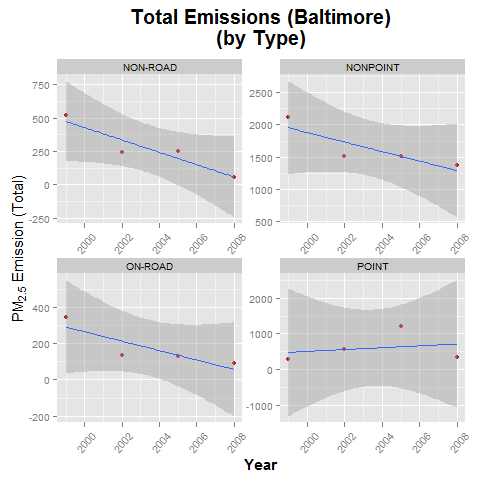 Total Emissions (Baltimore)
(by Type)
NON-ROAD
NONPOINT
750
500
250
0
-250
2500
2000
1500
1000
500
2000 2002 2004 2006 2008
2000 2002 2004 2006 2008
PM2.5 Emission (Total)
ON-ROAD
POINT
400
200
0
-200
2000
1000
0
-1000
2000 2002 2004 2006 2008
2000 2002 2004 2006 2008
Year